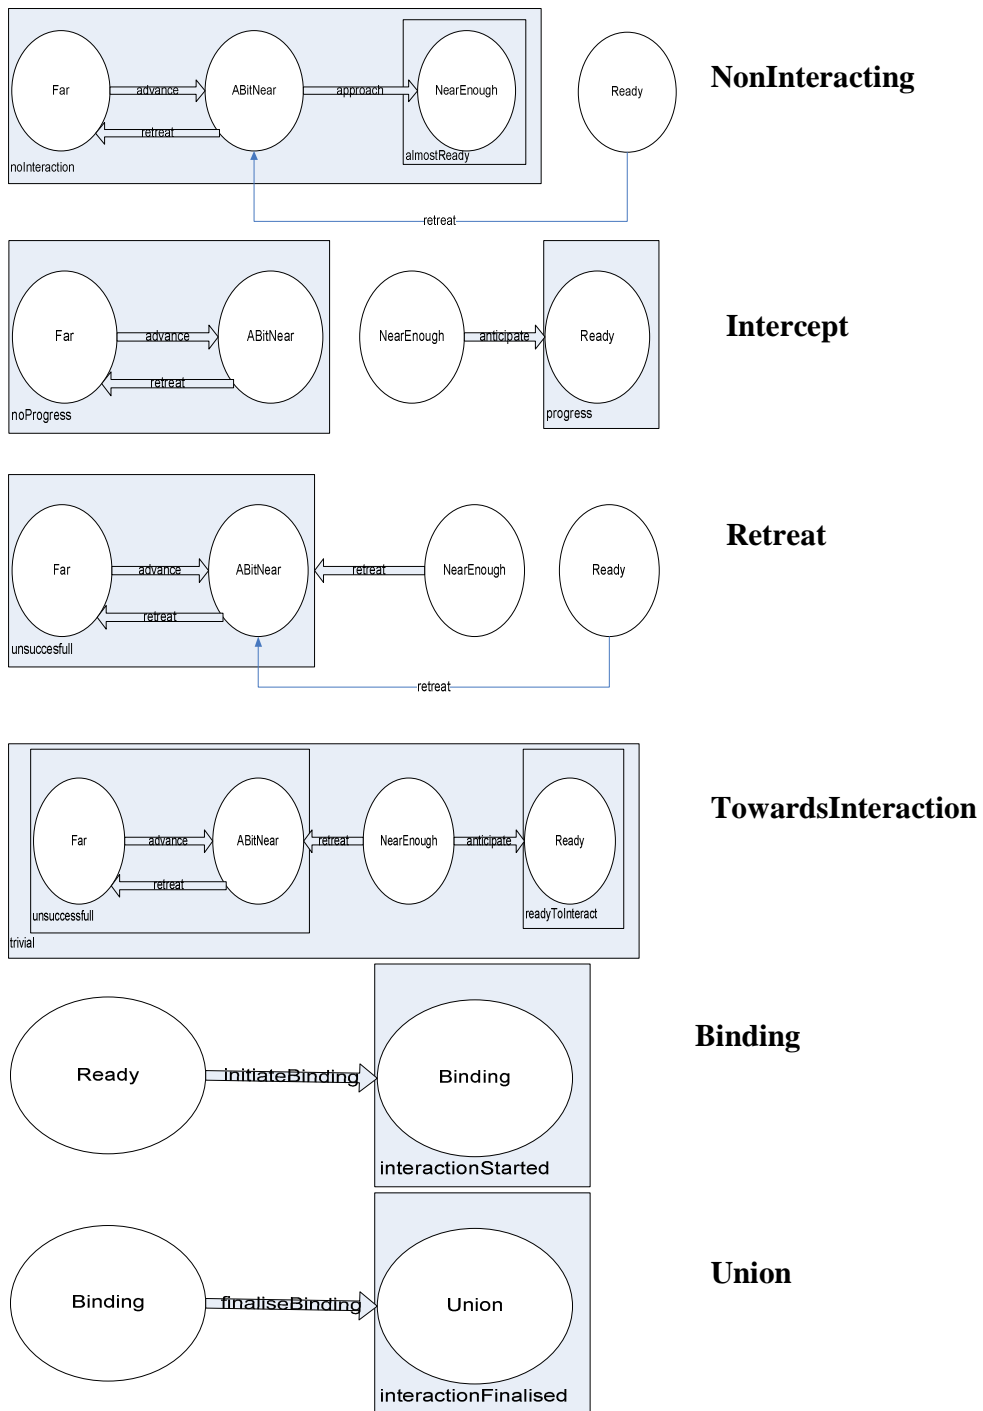 Far
advance
ABitNear
approach
NearEnough
Ready
NonInteracting
retreat
almostReady
noInteraction
retreat
Far
advance
ABitNear
NearEnough
anticipate
Ready
Intercept
retreat
noProgress
progress
Far
advance
ABitNear
retreat
NearEnough
Ready
Retreat
retreat
unsuccesfull
retreat
Far
advance
ABitNear
retreat
NearEnough
anticipate
Ready
TowardsInteraction
retreat
unsuccessfull
readyToInteract
trivial
Ready
initiateBinding
Binding
Binding
interactionStarted
Binding
finaliseBinding
Union
Union
interactionFinalised